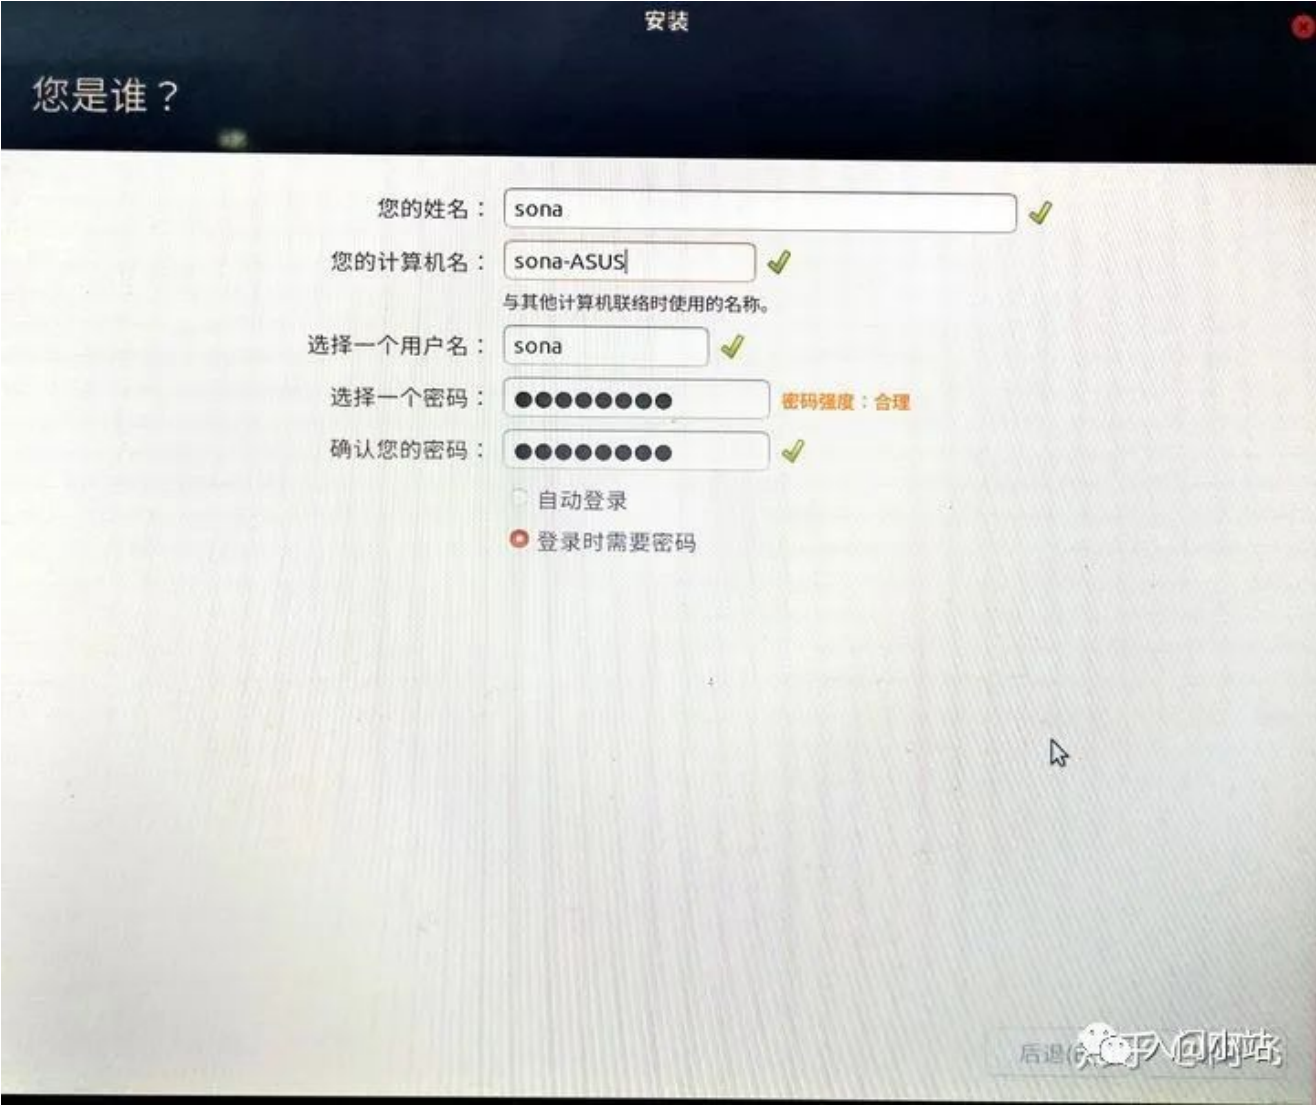 安装
您是谁？
您的姓名： sona
您的计算机名： sona-ASUS
与其他计算机联络时使用的名称。
选择一个用户名： sona
选择一个密码： ●●●●●●●● 密码强度：合理
确认您的密码： ●●●●●●●●
自动登录
登录时需要密码
后退(